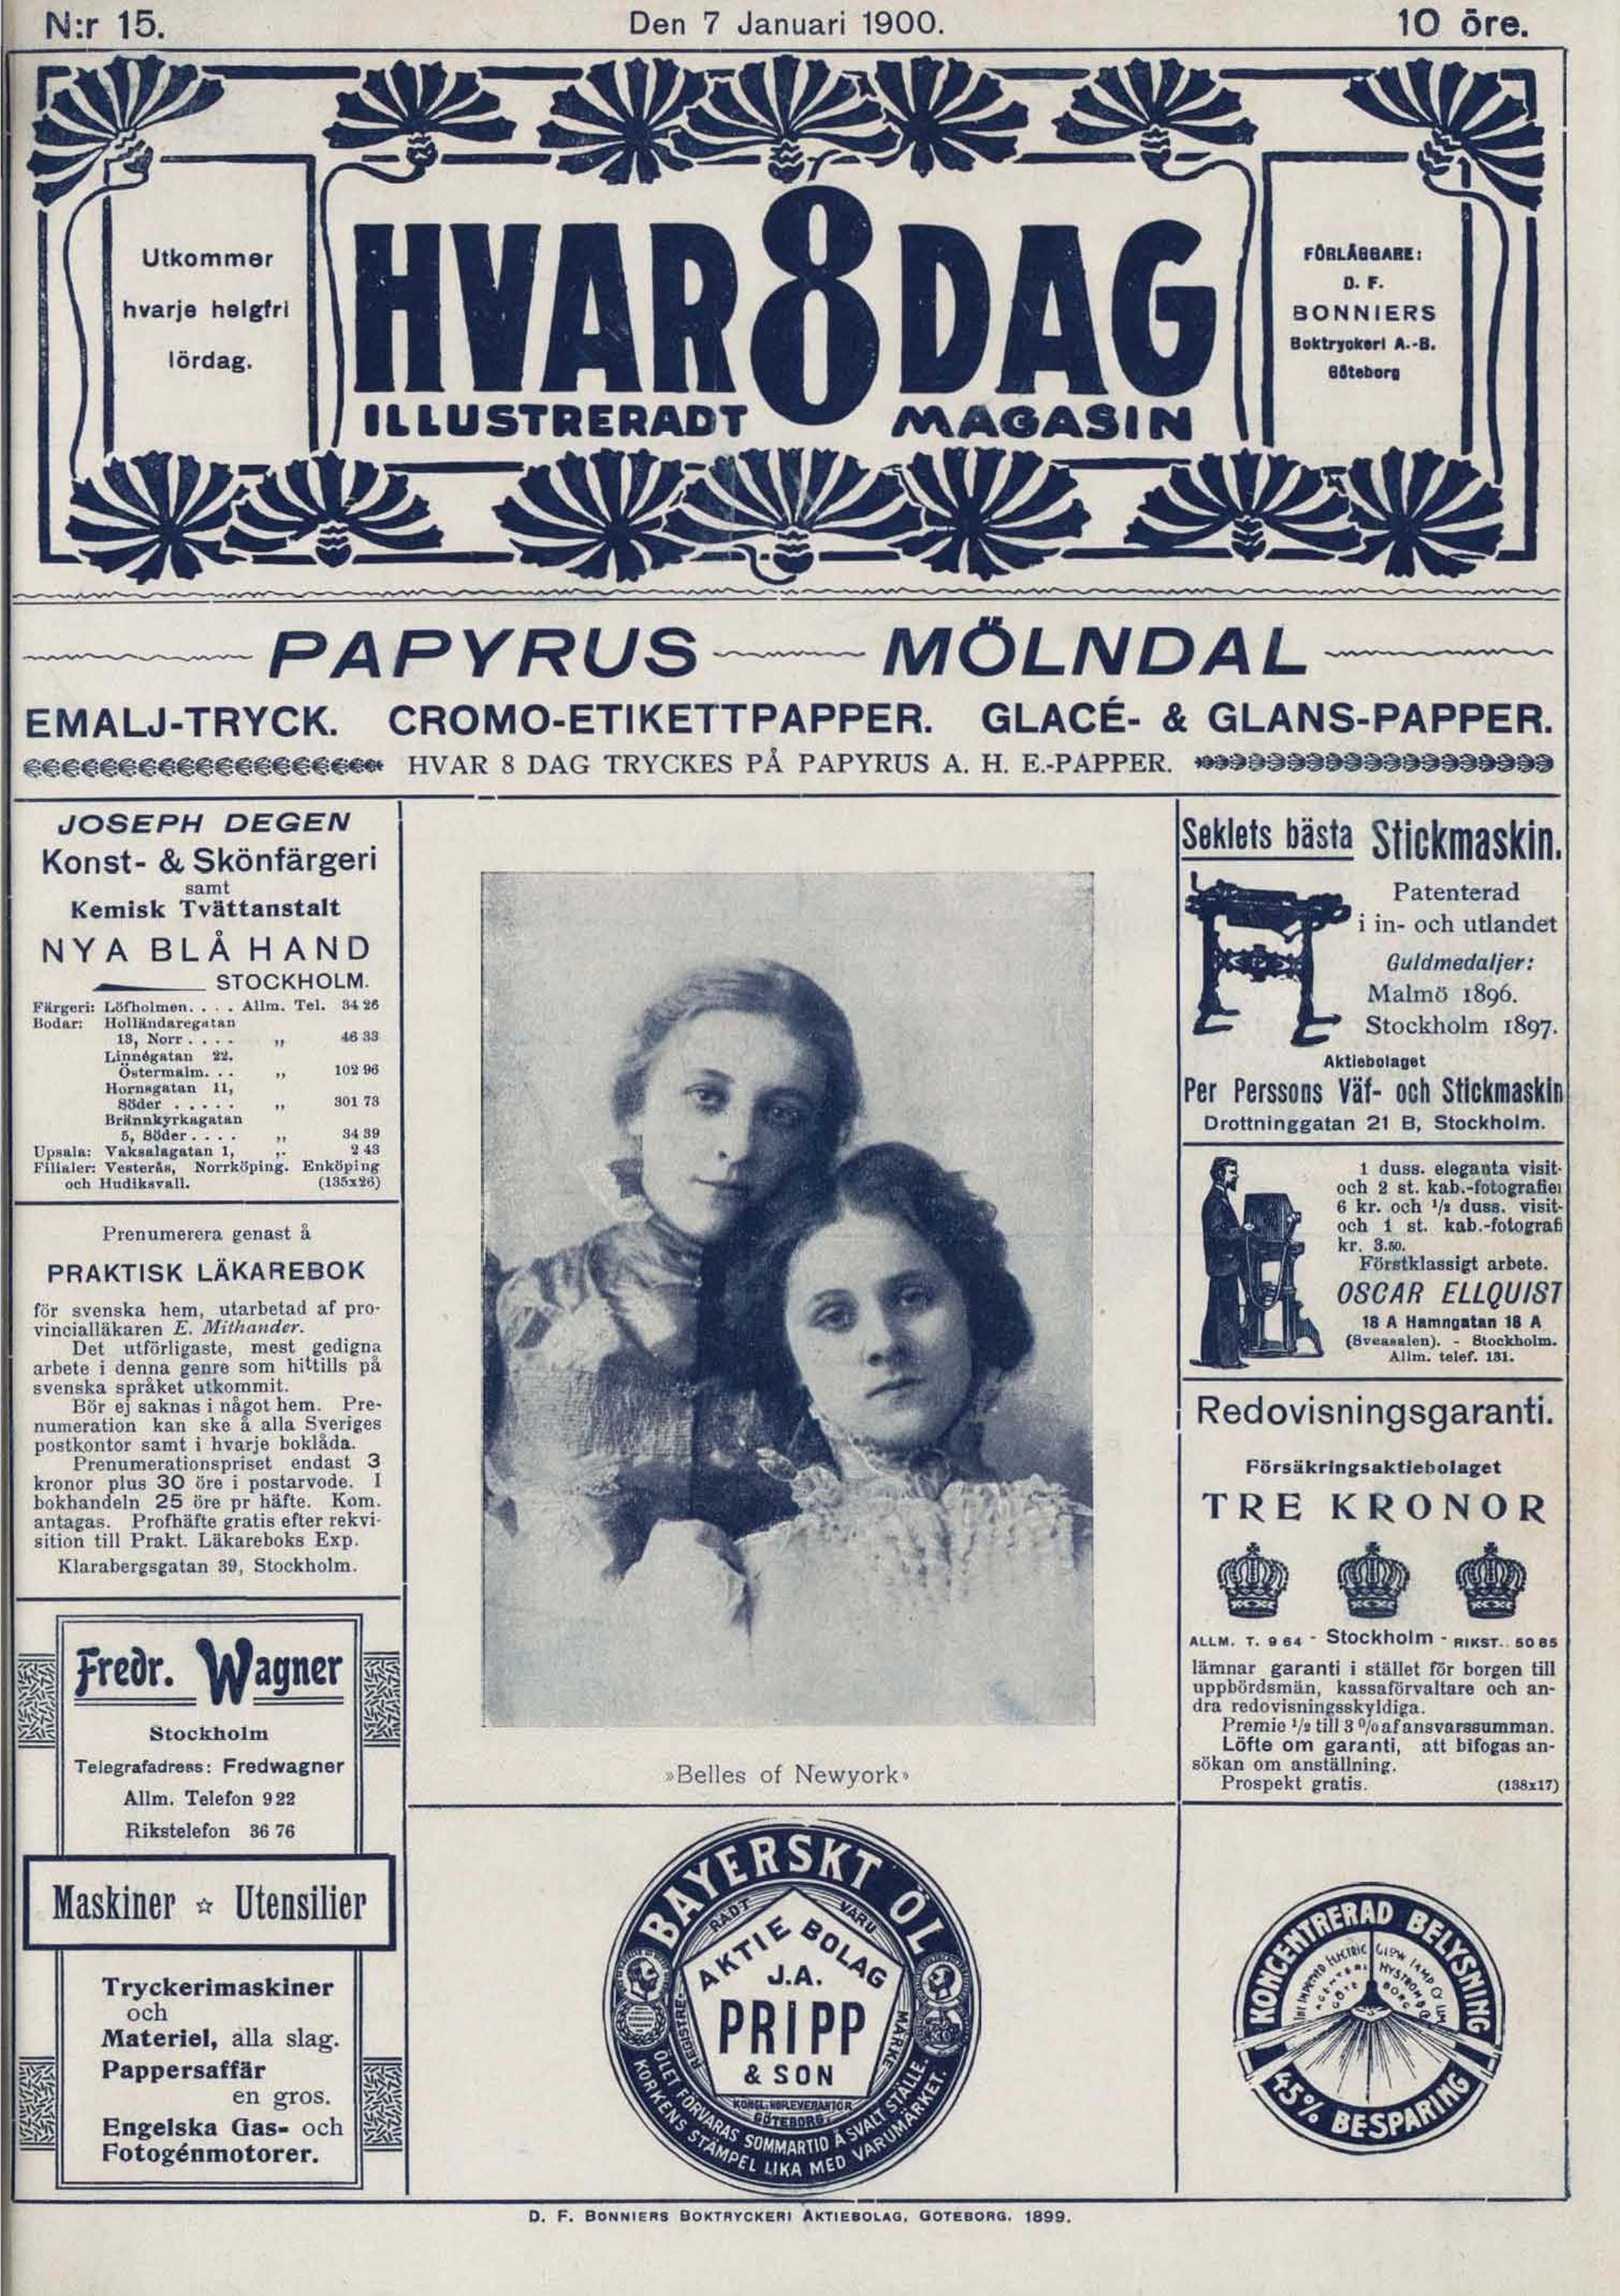 N:r 15.
Den 7 Januari 1900.
10 öre.
Utkommer
hvarje helgfri
lördag.
HVAR 8 DAG
ILLUSTRERADT MAGASIN
FÖRLÄGGARE:
D. F.
BONNIERS
Boktryckeri A.-B.
Göteborg
PAPYRUS MÖLNDAL
EMALJ-TRYCK. CROMO-ETIKETTPAPPER. GLACÉ- & GLANS-PAPPER.
HVAR 8 DAG TRYCKES PÅ PAPYRUS A. H. E.-PAPPER.
JOSEPH DEGEN
Konst- & Skönfärgeri
samt
Kemisk Tvättanstalt
NYA BLÅ HAND
STOCKHOLM.
Färgeri: Löfholmen. . . . Allm. Tel. 34 26
Bodar: Holländaregatan
13, Norr . . . . „ 46 33
Linnégatan 22.
Östermalm. . . „ 102 96
Hornsgatan 11,
Söder . . . . . „ 301 73
Brännkyrkagatan
5, Söder . . . . „ 34 39
Upsala: Vaksalagatan 1, „ 2 43
Filialer: Vesterås, Norrköping. Enköping
och Hudiksvall. (135x26)
Prenumerera genast å
PRAKTISK LÄKAREBOK
för svenska hem, utarbetad af pro-
vincialläkaren E. Mithander.
Det utförligaste, mest gedigna
arbete i denna genre som hittills på
svenska språket utkommit.
Bör ej saknas i något hem. Pre-
numeration kan ske å alla Sveriges
postkontor samt i hvarje boklåda.
Prenumerationspriset endast 3
kronor plus 30 öre i postarvode. I
bokhandeln 25 öre pr häfte. Kom.
antagas. Profhäfte gratis efter rekvi-
sition till Prakt. Läkareboks Exp.
Klarabergsgatan 39, Stockholm.
Fredr. Wagner
Stockholm
Telegrafadress: Fredwagner
Allm. Telefon 9 22
Rikstelefon 36 76
Maskiner ☆ Utensilier
Tryckerimaskiner
och
Materiel, alla slag.
Pappersaffär
en gros.
Engelska Gas- och
Fotogénmotorer.
»Belles of Newyork»
BAYERSKT ÖL
RÄDT VARU
AKTIE BOLAG
J.A.
PRIPP
& SON
REGISTRE- MÄRKE
KONGL. HOFLEVERANTÖR
GÖTEBORG
ÖLET FÖRVARAS SOMMARTID Å SVALT STÄLLE.
KORKENS STÄMPEL LIKA MED VARUMÄRKET.
Seklets bästa Stickmaskin.
Patenterad
i in- och utlandet
Guldmedaljer:
Malmö 1896.
Stockholm 1897.
Aktiebolaget
Per Perssons Väf- och Stickmaskin
Drottninggatan 21 B, Stockholm.
1 duss. eleganta visit-
och 2 st. kab.-fotografier
6 kr. och 1/2 duss. visit-
och 1 st. kab.-fotografi
kr. 3.50.
Förstklassigt arbete.
OSCAR ELLQUIST
18 A Hamngatan 18 A
(Sveasalen). - Stockholm.
Allm. telef. 131.
Redovisningsgaranti.
Försäkringsaktiebolaget
TRE KRONOR
ALLM. T. 9 64 - Stockholm - RIKST. 50 85
lämnar garanti i stället för borgen till
uppbördsmän, kassaförvaltare och an-
dra redovisningsskyldiga.
Premie 1/2 till 3 % af ansvarssumman.
Löfte om garanti, att bifogas an-
sökan om anställning.
Prospekt gratis. (138x17)
KONCENTRERAD BELYSNING
ELECTRIC GLOW LAMP
45% BESPARING
D. F. BONNIERS BOKTRYCKERI AKTIEBOLAG, GÖTEBORG, 1899.